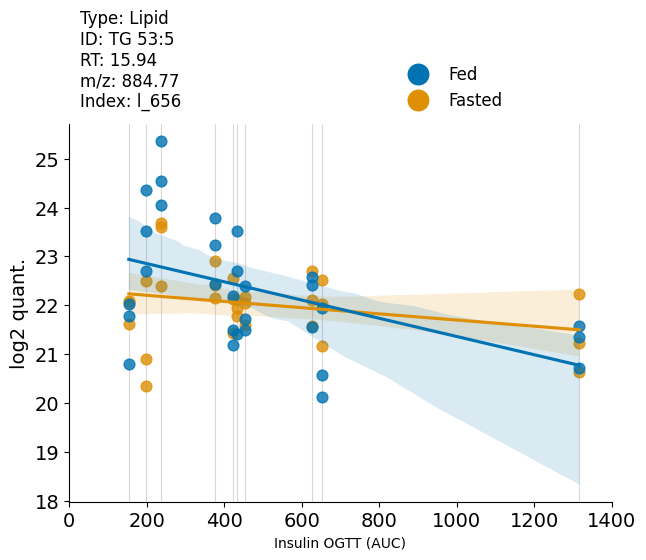 Type: Lipid
ID: TG 53:5
RT: 15.94
m/z: 884.77
Index: l_656
Fed
Fasted
25
24
23
22
21
20
19
18
log2 quant.
0 200 400 600 800 1000 1200 1400
Insulin OGTT (AUC)